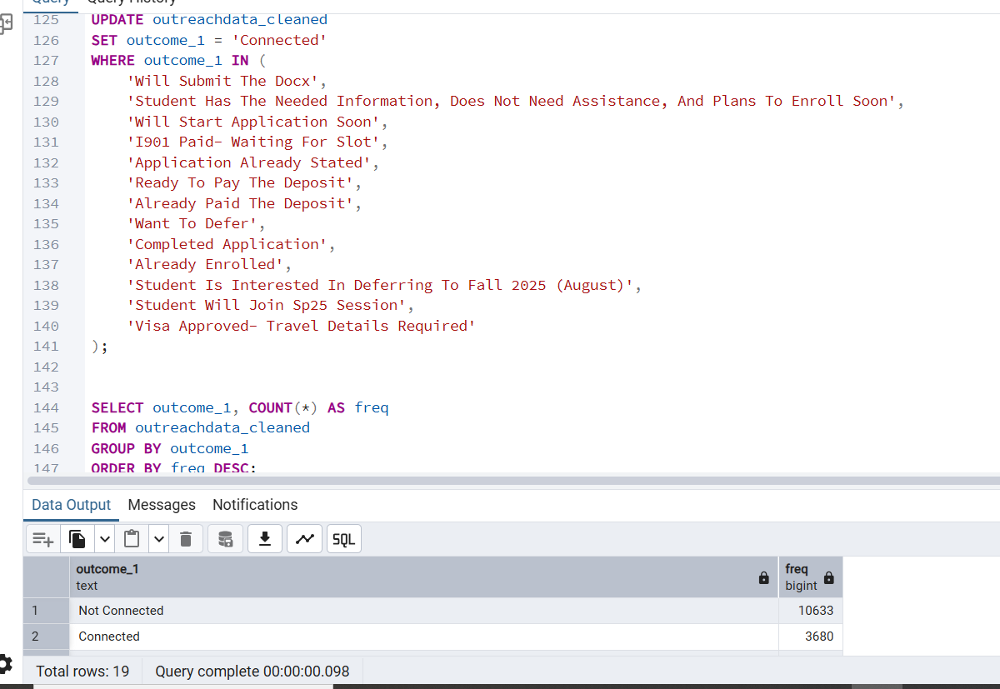 Query Query History
125 UPDATE outreachdata_cleaned
126 SET outcome_1 = 'Connected'
127 WHERE outcome_1 IN (
128 'Will Submit The Docx',
129 'Student Has The Needed Information, Does Not Need Assistance, And Plans To Enroll Soon',
130 'Will Start Application Soon',
131 'I901 Paid- Waiting For Slot',
132 'Application Already Stated',
133 'Ready To Pay The Deposit',
134 'Already Paid The Deposit',
135 'Want To Defer',
136 'Completed Application',
137 'Already Enrolled',
138 'Student Is Interested In Deferring To Fall 2025 (August)',
139 'Student Will Join Sp25 Session',
140 'Visa Approved- Travel Details Required'
141 );
142
143
144 SELECT outcome_1, COUNT(*) AS freq
145 FROM outreachdata_cleaned
146 GROUP BY outcome_1
147 ORDER BY freq DESC;
Data Output Messages Notifications
SQL
outcome_1 freq
text bigint
1 Not Connected 10633
2 Connected 3680
Total rows: 19 Query complete 00:00:00.098